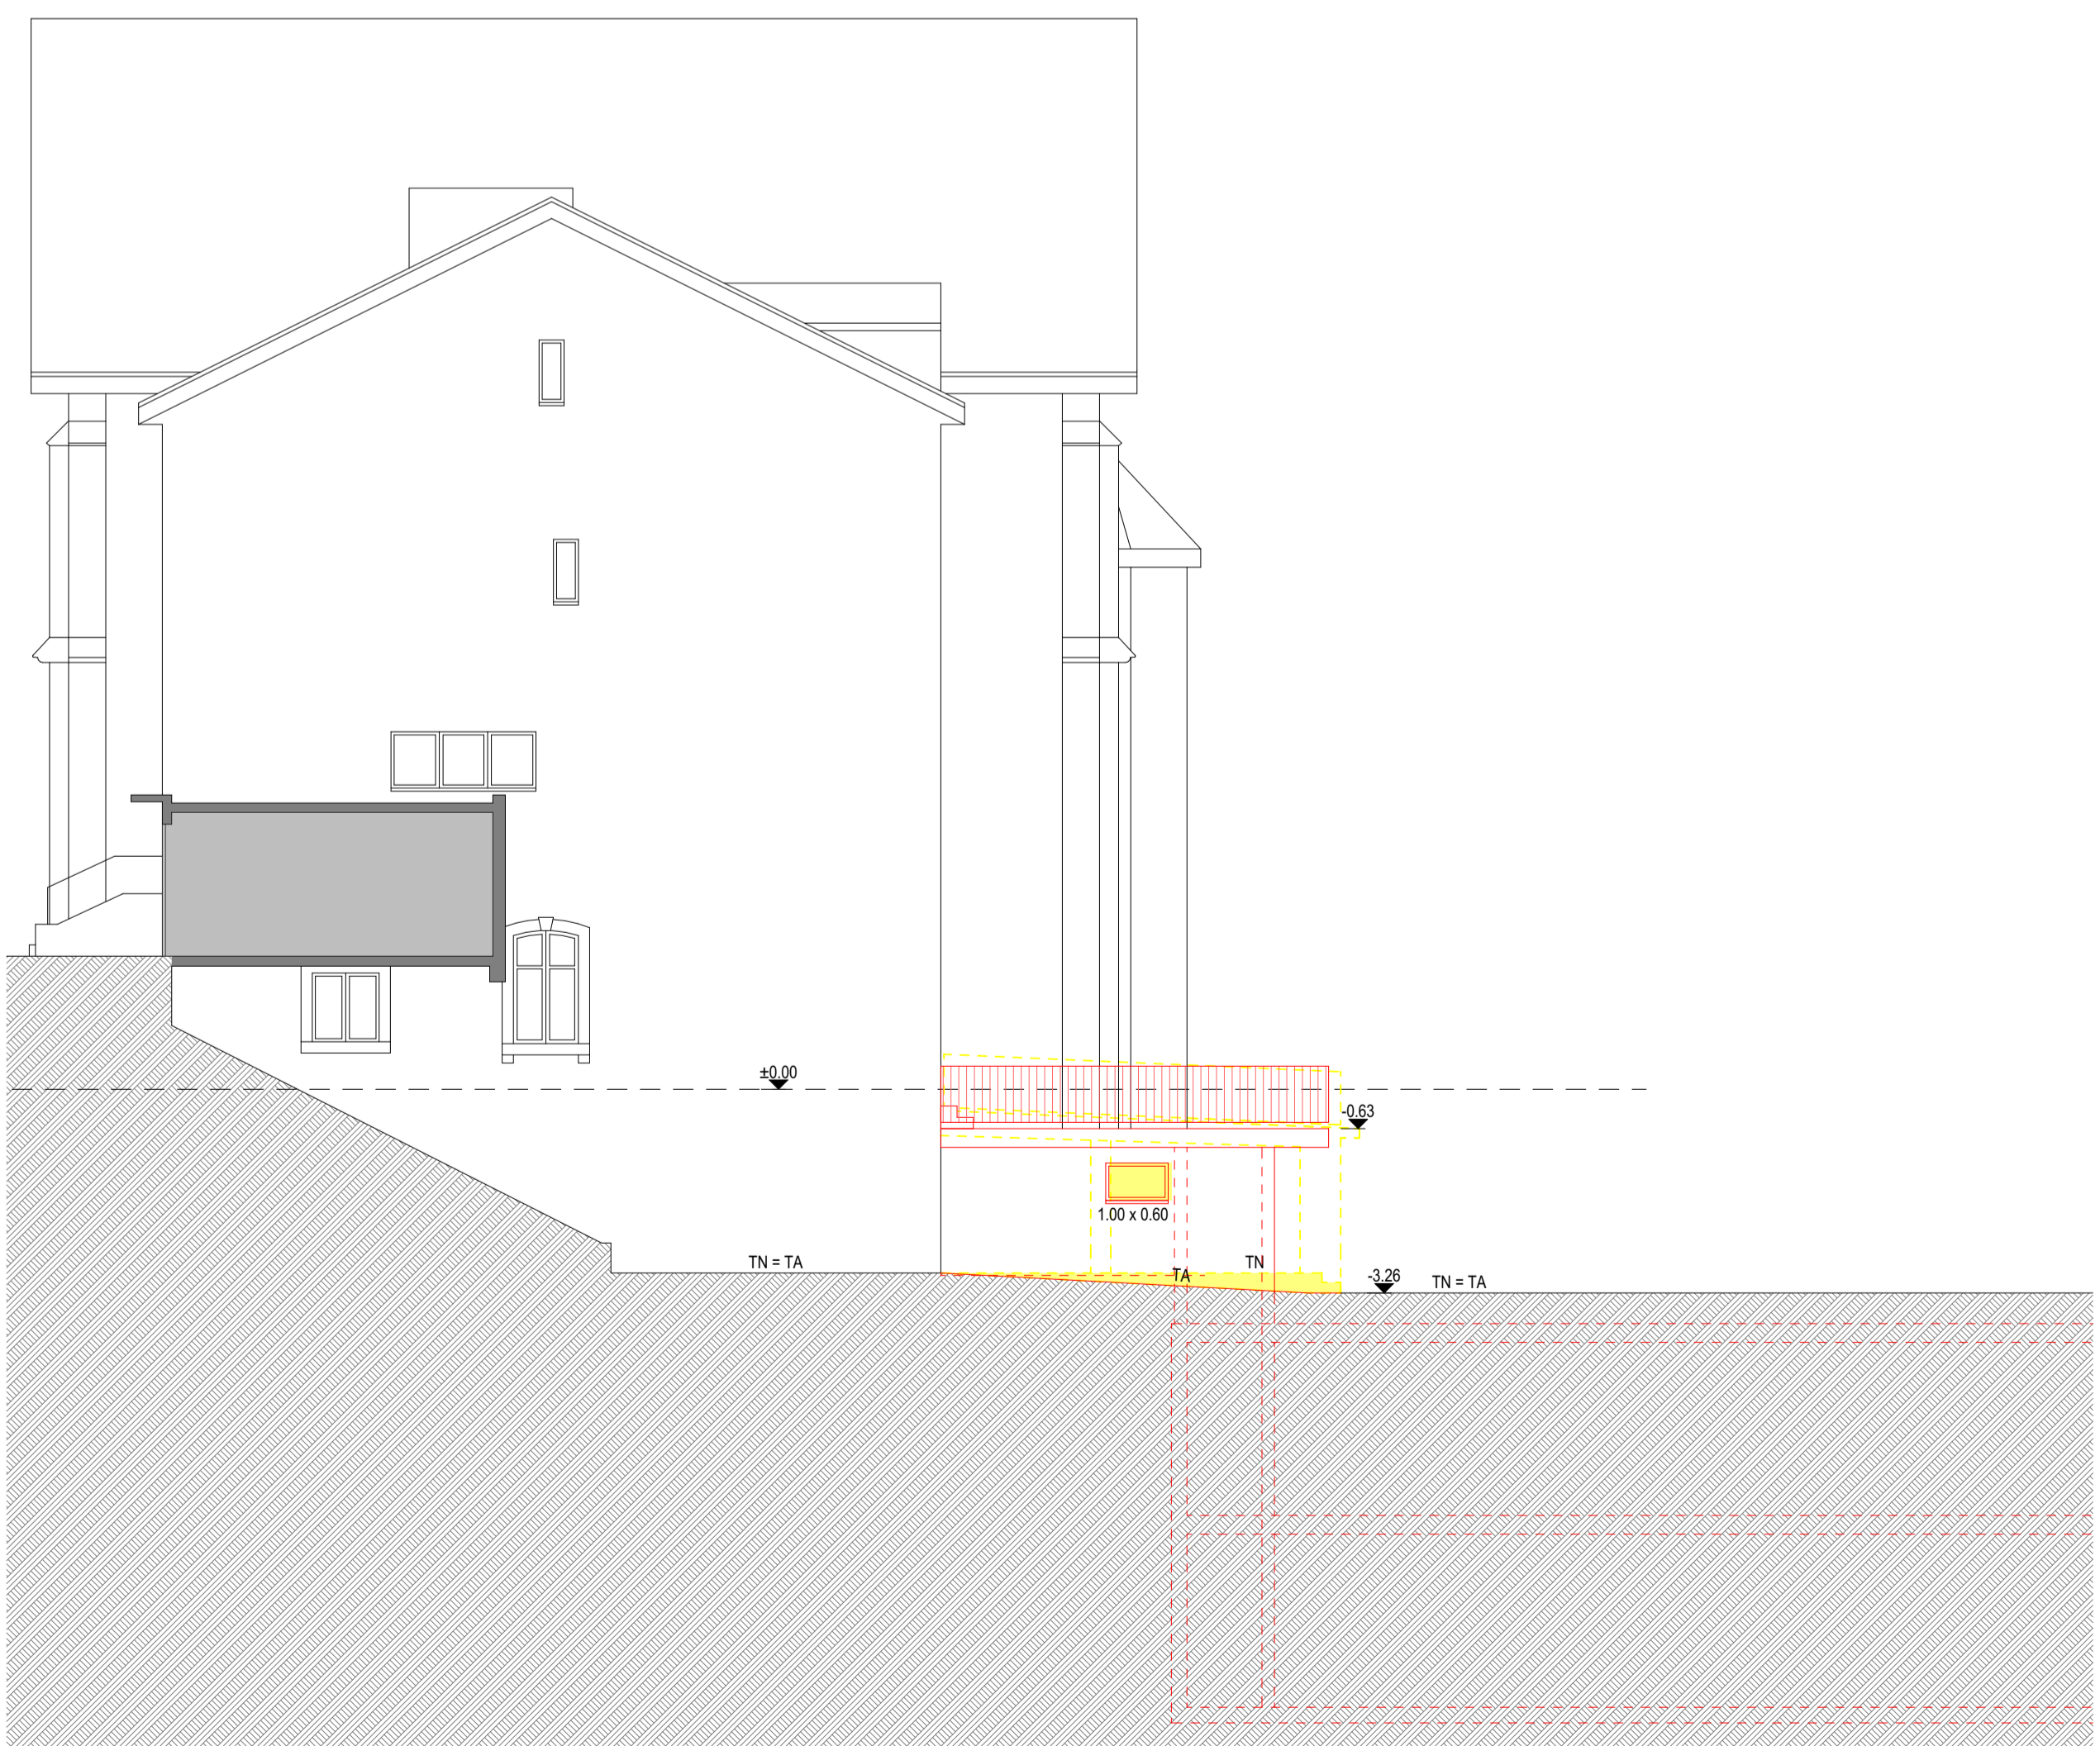 ±0.00
-0.63
1.00 x 0.60
TN = TA
TN
TA
-3.26
TN = TA